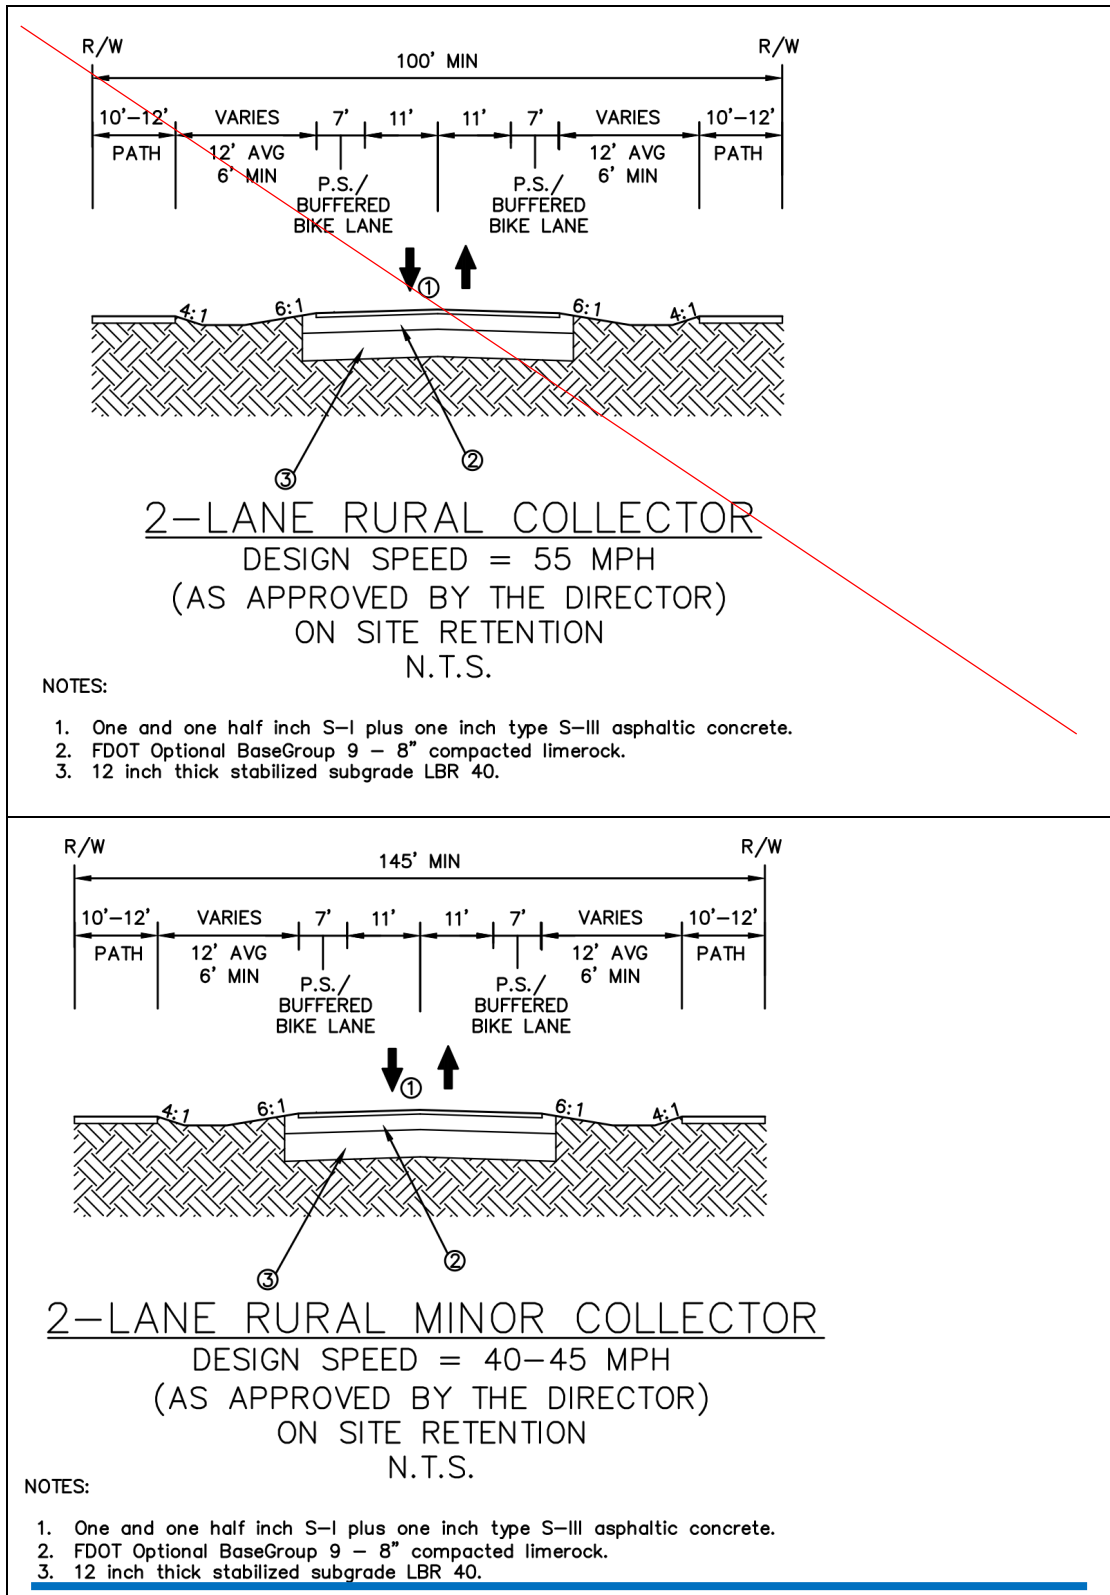 R/W R/W
100' MIN
10'-12' VARIES 7' 11' 11' 7' VARIES 10'-12'
PATH 12' AVG 12' AVG PATH
6' MIN 6' MIN
P.S./ P.S./
BUFFERED BUFFERED
BIKE LANE BIKE LANE
1
4:1 6:1 6:1 4:1
2
3
2-LANE RURAL COLLECTOR
DESIGN SPEED = 55 MPH
(AS APPROVED BY THE DIRECTOR)
ON SITE RETENTION
N.T.S.
NOTES:
1. One and one half inch S-I plus one inch type S-III asphaltic concrete.
2. FDOT Optional BaseGroup 9 - 8" compacted limerock.
3. 12 inch thick stabilized subgrade LBR 40.
R/W R/W
145' MIN
10'-12' VARIES 7' 11' 11' 7' VARIES 10'-12'
PATH 12' AVG 12' AVG PATH
6' MIN 6' MIN
P.S./ P.S./
BUFFERED BUFFERED
BIKE LANE BIKE LANE
1
4:1 6:1 6:1 4:1
2
3
2-LANE RURAL MINOR COLLECTOR
DESIGN SPEED = 40-45 MPH
(AS APPROVED BY THE DIRECTOR)
ON SITE RETENTION
N.T.S.
NOTES:
1. One and one half inch S-I plus one inch type S-III asphaltic concrete.
2. FDOT Optional BaseGroup 9 - 8" compacted limerock.
3. 12 inch thick stabilized subgrade LBR 40.